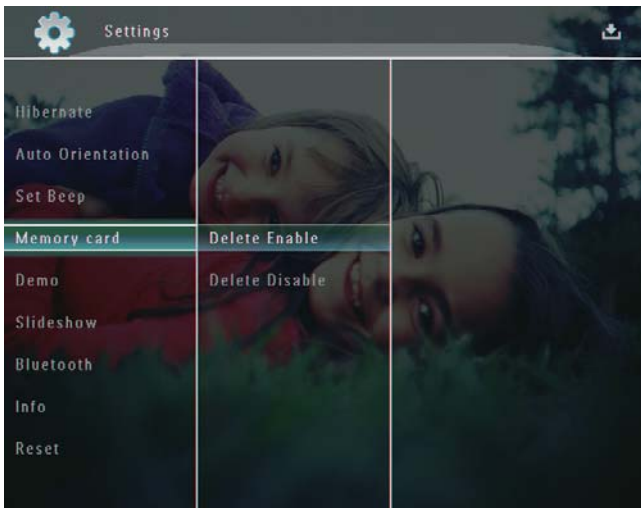 Settings
Hibernate
Auto Orientation
Set Beep
Memory card
Delete Enable
Demo
Delete Disable
Slideshow
Bluetooth
Info
Reset